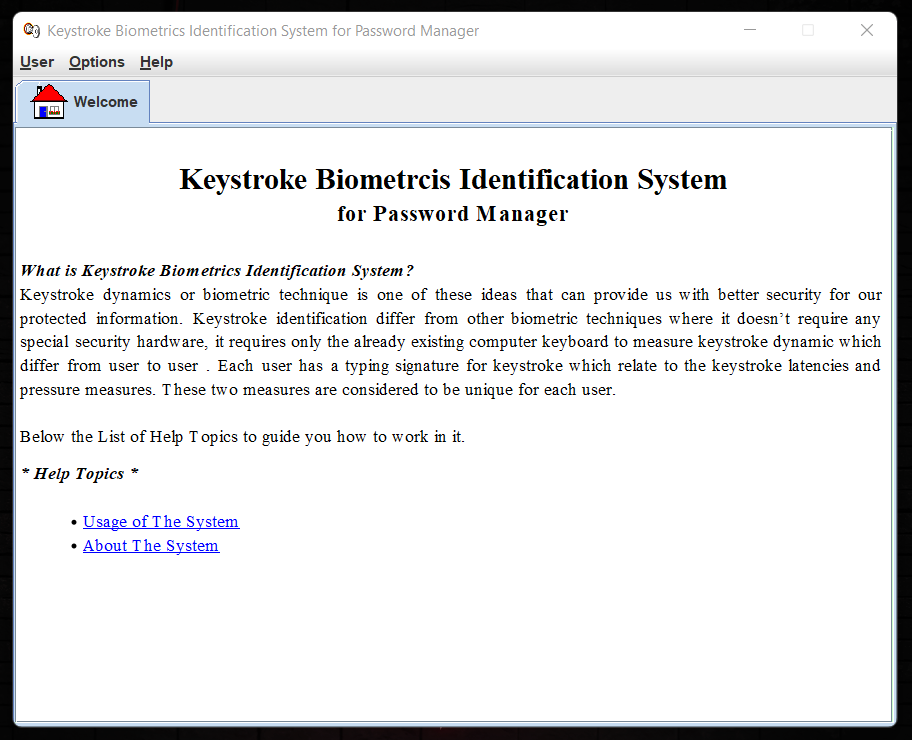 Keystroke Biometrics Identification System for Password Manager
User Options Help
Welcome
Keystroke Biometrcis Identification System
for Password Manager
What is Keystroke Biometrics Identification System?
Keystroke dynamics or biometric technique is one of these ideas that can provide us with better security for our
protected information. Keystroke identification differ from other biometric techniques where it doesn’t require any
special security hardware, it requires only the already existing computer keyboard to measure keystroke dynamic which
differ from user to user . Each user has a typing signature for keystroke which relate to the keystroke latencies and
pressure measures. These two measures are considered to be unique for each user.
Below the List of Help Topics to guide you how to work in it.
* Help Topics *
• Usage of The System
• About The System